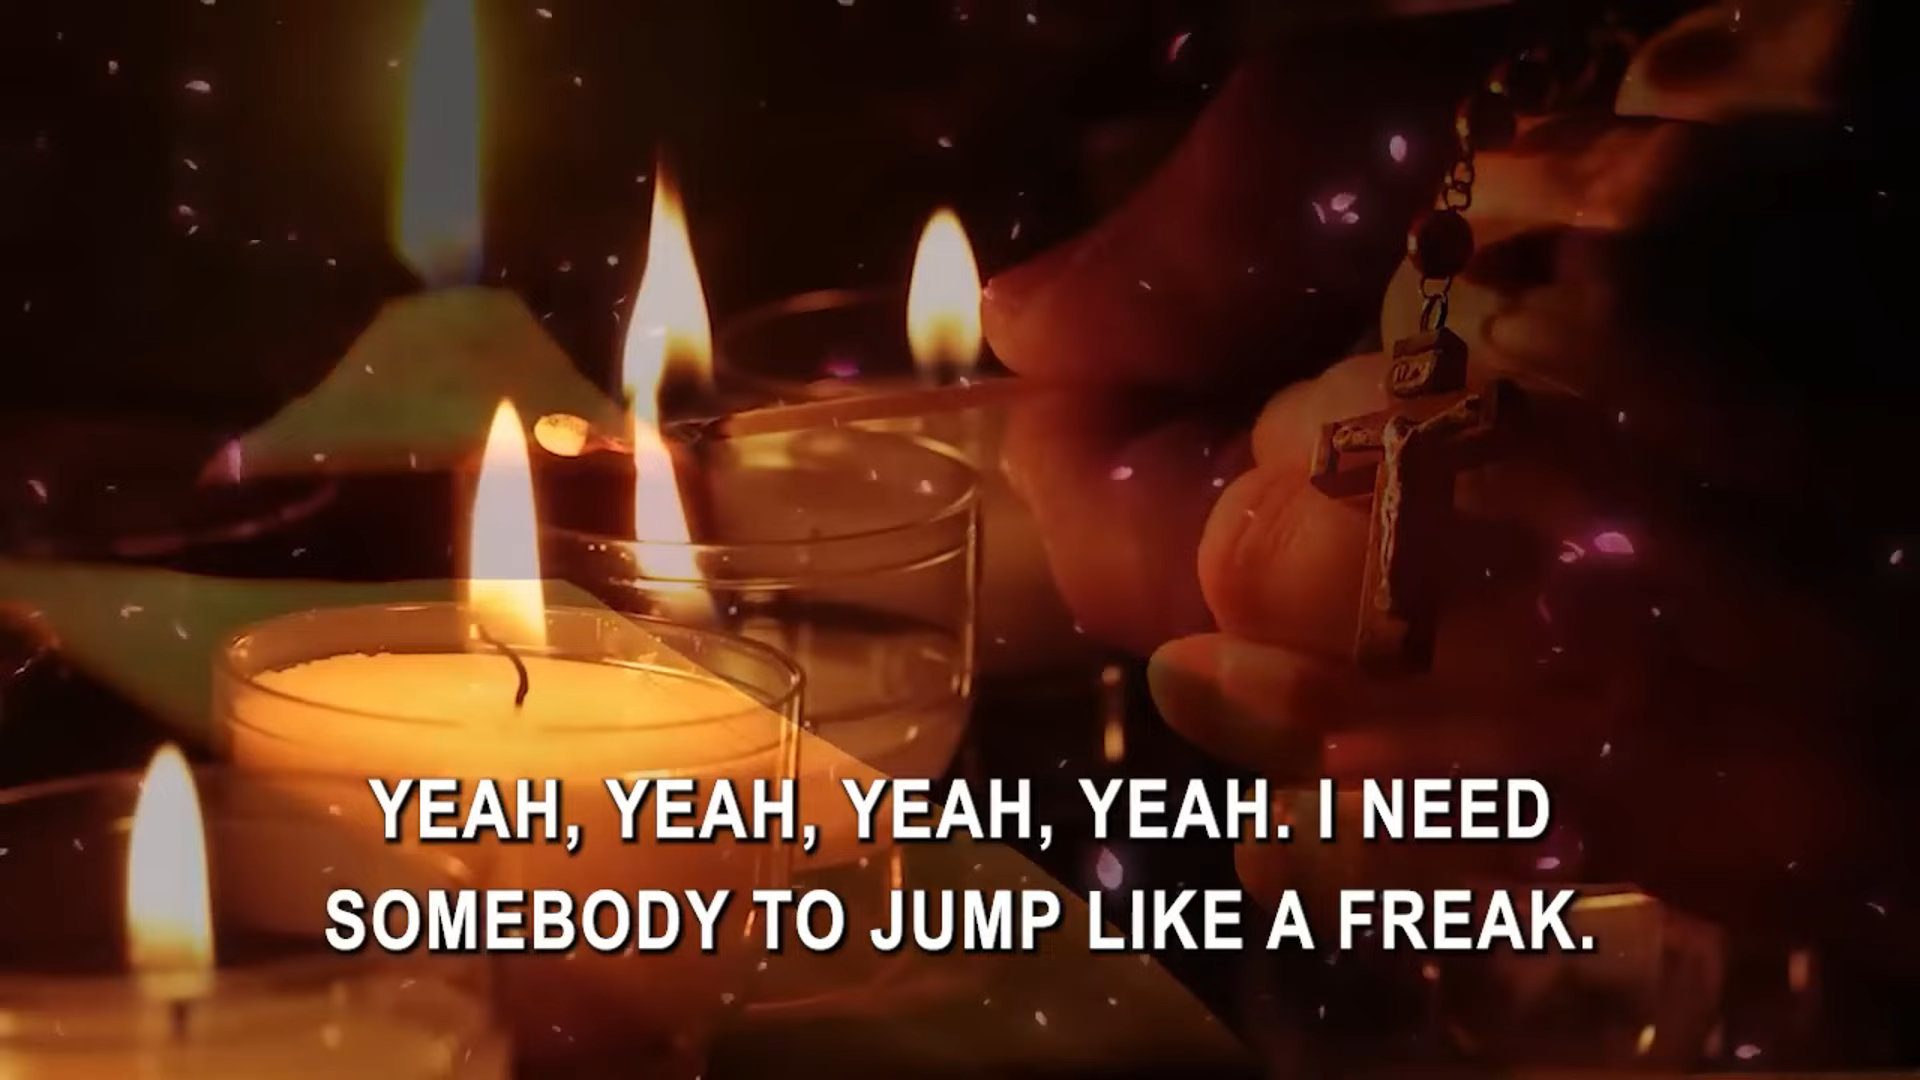 YEAH, YEAH, YEAH, YEAH. I NEED
SOMEBODY TO JUMP LIKE A FREAK.